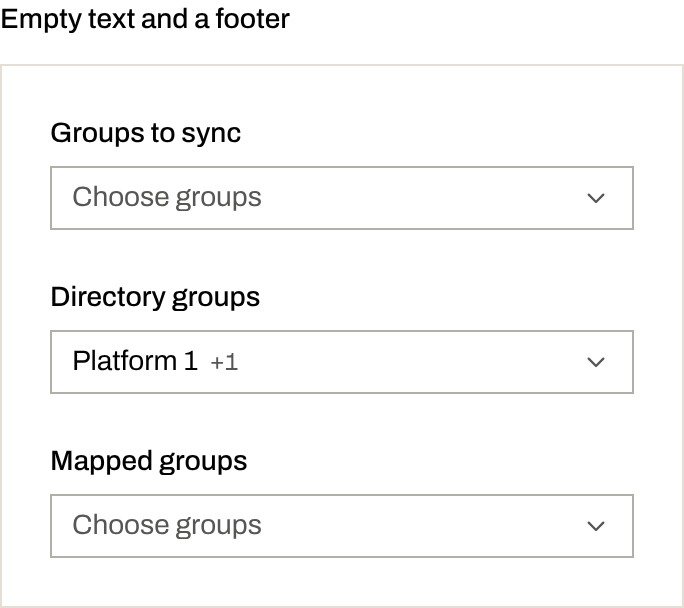 Empty text and a footer
Groups to sync
Choose groups
Directory groups
Platform 1 +1
Mapped groups
Choose groups